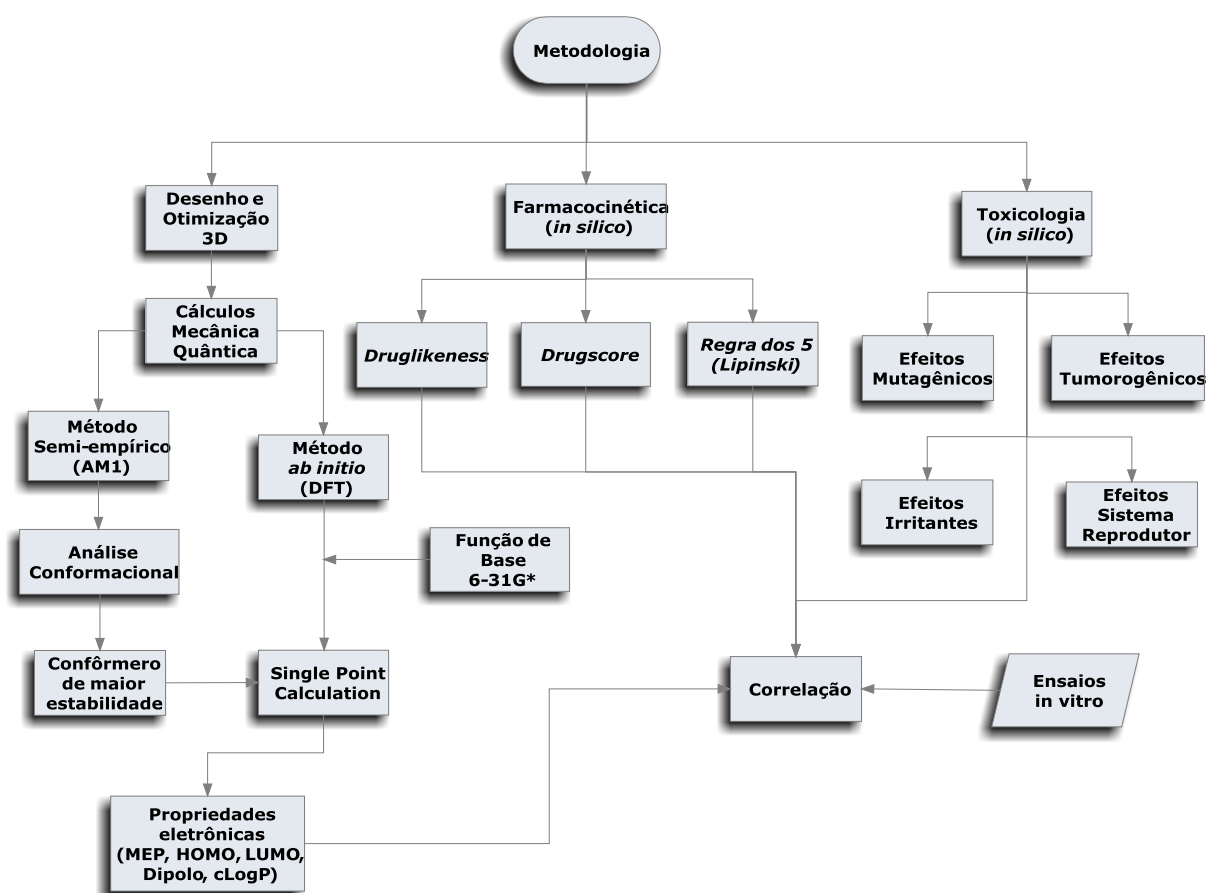 Metodologia
Desenho e
Otimização
3D
Farmacocinética
(in silico)
Toxicologia
(in silico)
Cálculos
Mecânica
Quântica
Druglikeness
Drugscore
Regra dos 5
(Lipinski)
Efeitos
Mutagênicos
Efeitos
Tumorogênicos
Método
Semi-empírico
(AM1)
Método
ab initio
(DFT)
Efeitos
Irritantes
Efeitos
Sistema
Reprodutor
Análise
Conformacional
Função de
Base
6-31G*
Confôrmero
de maior
estabilidade
Single Point
Calculation
Correlação
Ensaios
in vitro
Propriedades
eletrônicas
(MEP, HOMO, LUMO,
Dipolo, cLogP)